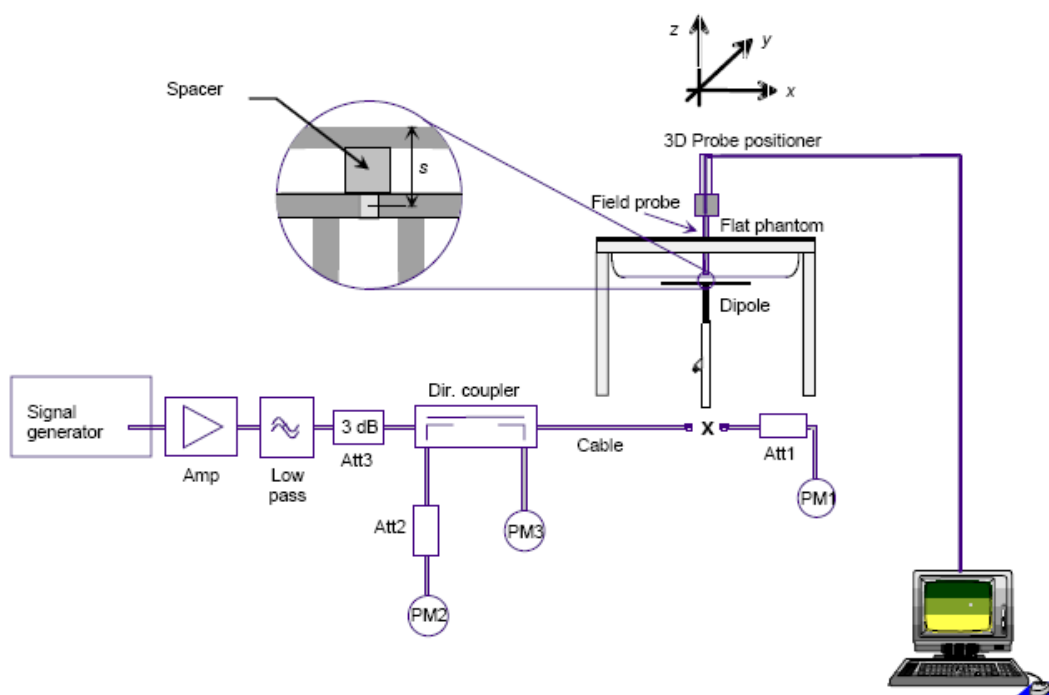 z
y
x
Spacer
s
3D Probe positioner
Field probe
Flat phantom
Dipole
Signal
generator
Amp
Low
pass
3 dB
Att3
Dir. coupler
Cable
X
Att1
PM1
Att2
PM3
PM2